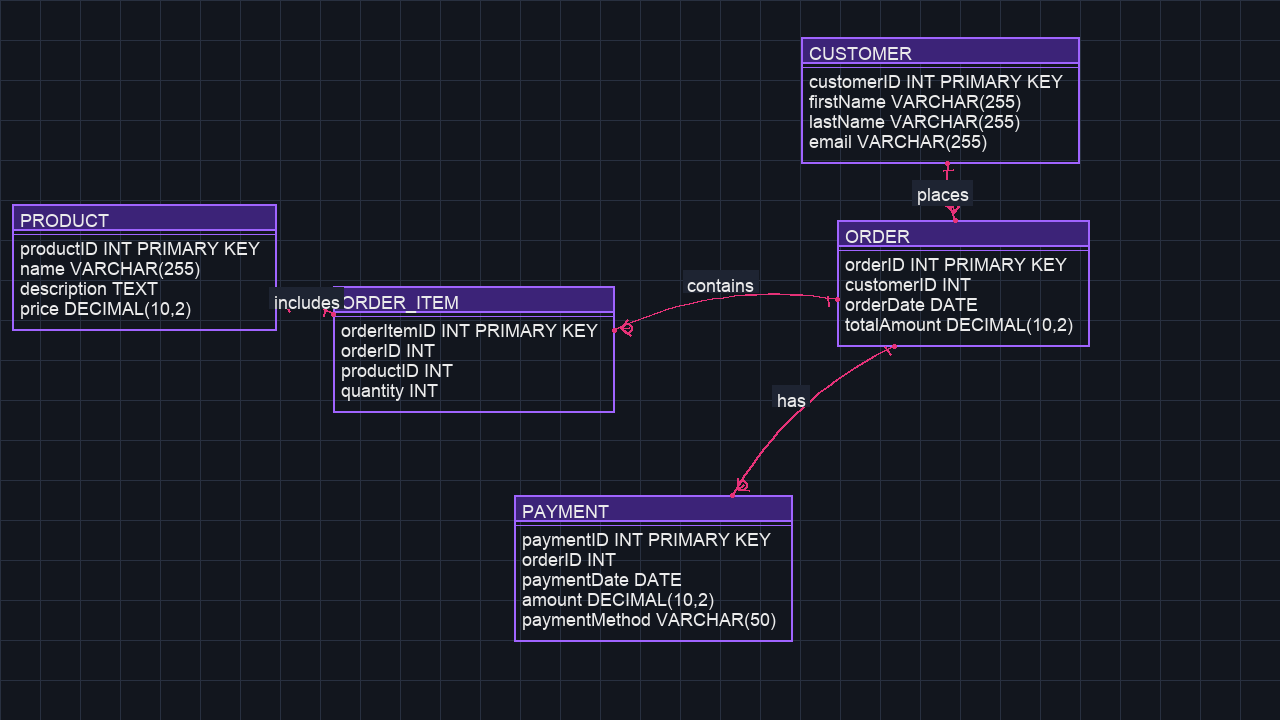 CUSTOMER
customerID INT PRIMARY KEY
firstName VARCHAR(255)
lastName VARCHAR(255)
email VARCHAR(255)
places
PRODUCT
productID INT PRIMARY KEY
name VARCHAR(255)
description TEXT
price DECIMAL(10,2)
includes
ORDER_ITEM
orderItemID INT PRIMARY KEY
orderID INT
productID INT
quantity INT
contains
ORDER
orderID INT PRIMARY KEY
customerID INT
orderDate DATE
totalAmount DECIMAL(10,2)
has
PAYMENT
paymentID INT PRIMARY KEY
orderID INT
paymentDate DATE
amount DECIMAL(10,2)
paymentMethod VARCHAR(50)